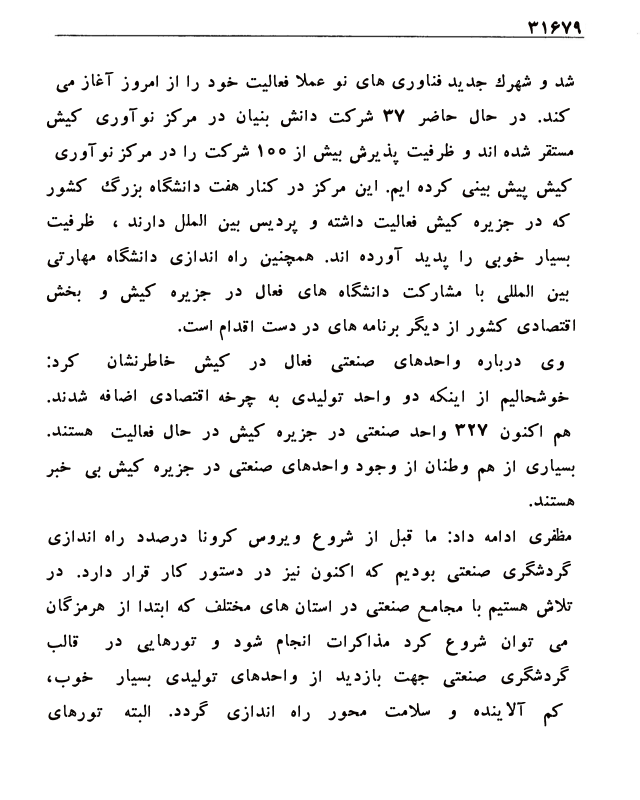 ۳۱۶۷۹
شد و شهرك جدید فناوری های نو عملا فعالیت خود را از امروز آغاز می
کند. در حال حاضر ۳۷ شرکت دانش بنیان در مرکز نوآوری کیش
مستقر شده اند و ظرفیت پذیرش بیش از ۱۰۰ شرکت را در مرکز نوآوری
کیش پیش بینی کرده ایم. این مرکز در کنار هفت دانشگاه بزرگ کشور
که در جزیره کیش فعالیت داشته و پردیس بین الملل دارند ، ظرفیت
بسیار خوبی را پدید آورده اند. همچنین راه اندازی دانشگاه مهارتی
بین المللی با مشارکت دانشگاه های فعال در جزیره کیش و بخش
اقتصادی کشور از دیگر برنامه های در دست اقدام است.
وی درباره واحدهای صنعتی فعال در کیش خاطرنشان کرد:
خوشحالیم از اینکه دو واحد تولیدی به چرخه اقتصادی اضافه شدند.
هم اکنون ۳۲۷ واحد صنعتی در جزیره کیش در حال فعالیت هستند.
بسیاری از هم وطنان از وجود واحدهای صنعتی در جزیره کیش بی خبر
هستند.
مظفری ادامه داد: ما قبل از شروع ویروس کرونا درصدد راه اندازی
گردشگری صنعتی بودیم که اکنون نیز در دستور کار قرار دارد. در
تلاش هستیم با مجامع صنعتی در استان های مختلف که ابتدا از هرمزگان
می توان شروع کرد مذاکرات انجام شود و تورهایی در قالب
گردشگری صنعتی جهت بازدید از واحدهای تولیدی بسیار خوب،
کم آلاینده و سلامت محور راه اندازی گردد. البته تورهای